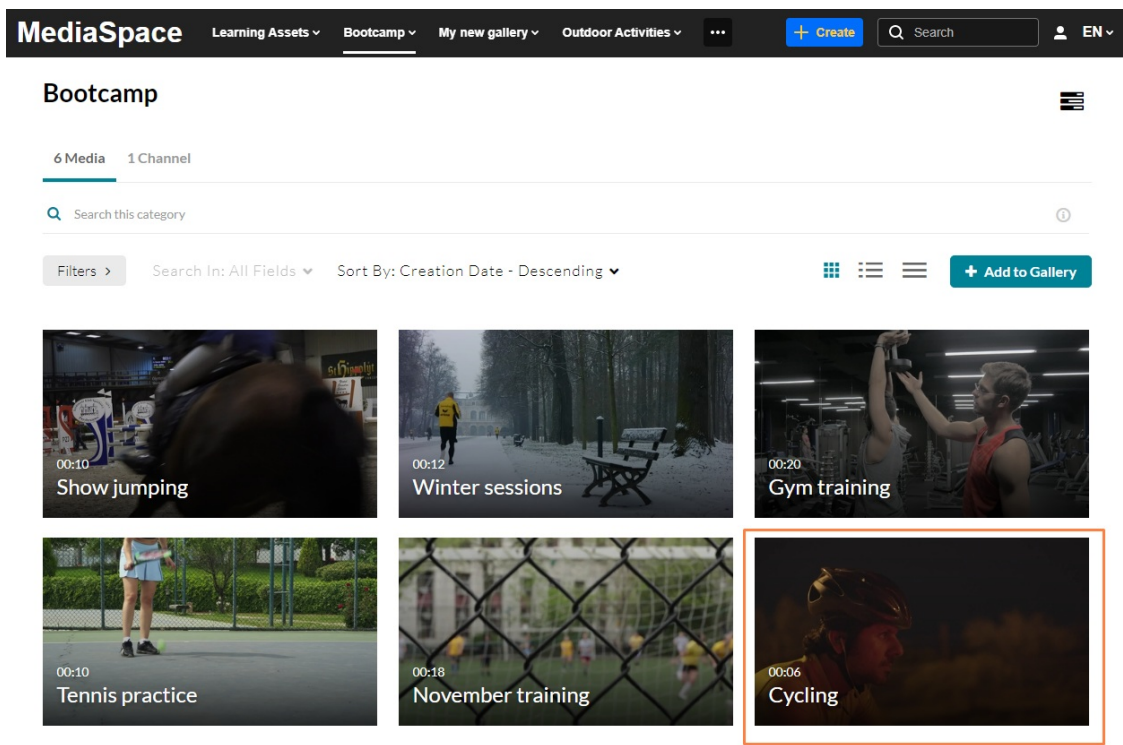 MediaSpace Learning Assets Bootcamp My new gallery Outdoor Activities ••• + Create Search EN
Bootcamp
6 Media 1 Channel
Search this category
Filters > Search In: All Fields Sort By: Creation Date - Descending + Add to Gallery
St.Hippolyt
00:10
Show jumping
00:12
Winter sessions
00:20
Gym training
00:10
Tennis practice
00:18
November training
00:06
Cycling